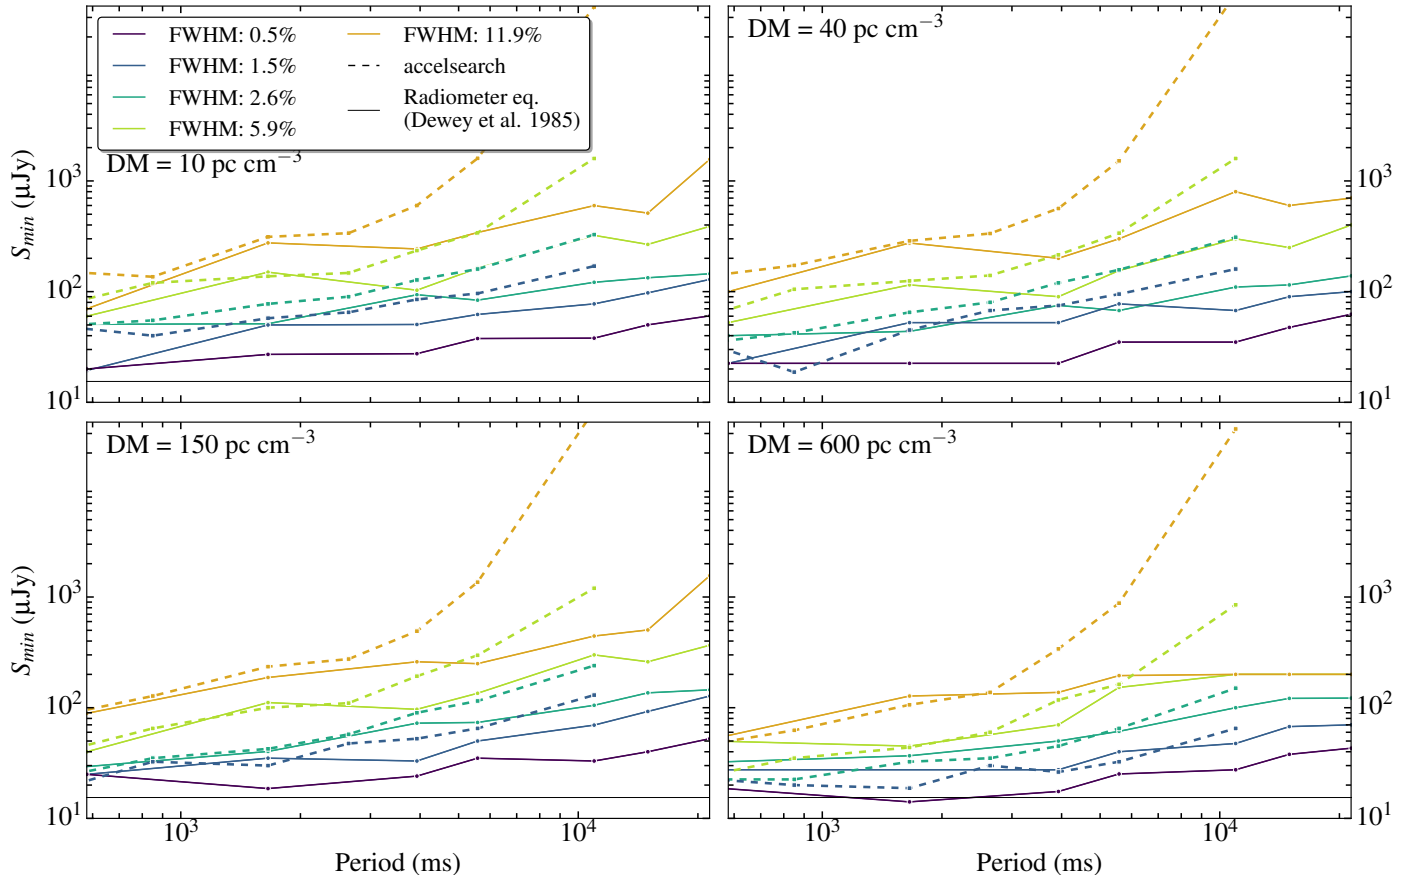 FWHM: 0.5%
FWHM: 1.5%
FWHM: 2.6%
FWHM: 5.9%
FWHM: 11.9%
accelsearch
Radiometer eq.
(Dewey et al. 1985)
DM = 10 pc cm⁻³
DM = 40 pc cm⁻³
10³
10²
10¹
S_min (μJy)
10³
10²
10¹
DM = 150 pc cm⁻³
DM = 600 pc cm⁻³
10³
10²
10¹
S_min (μJy)
10³
10²
10¹
10³
10⁴
10³
10⁴
Period (ms)
Period (ms)